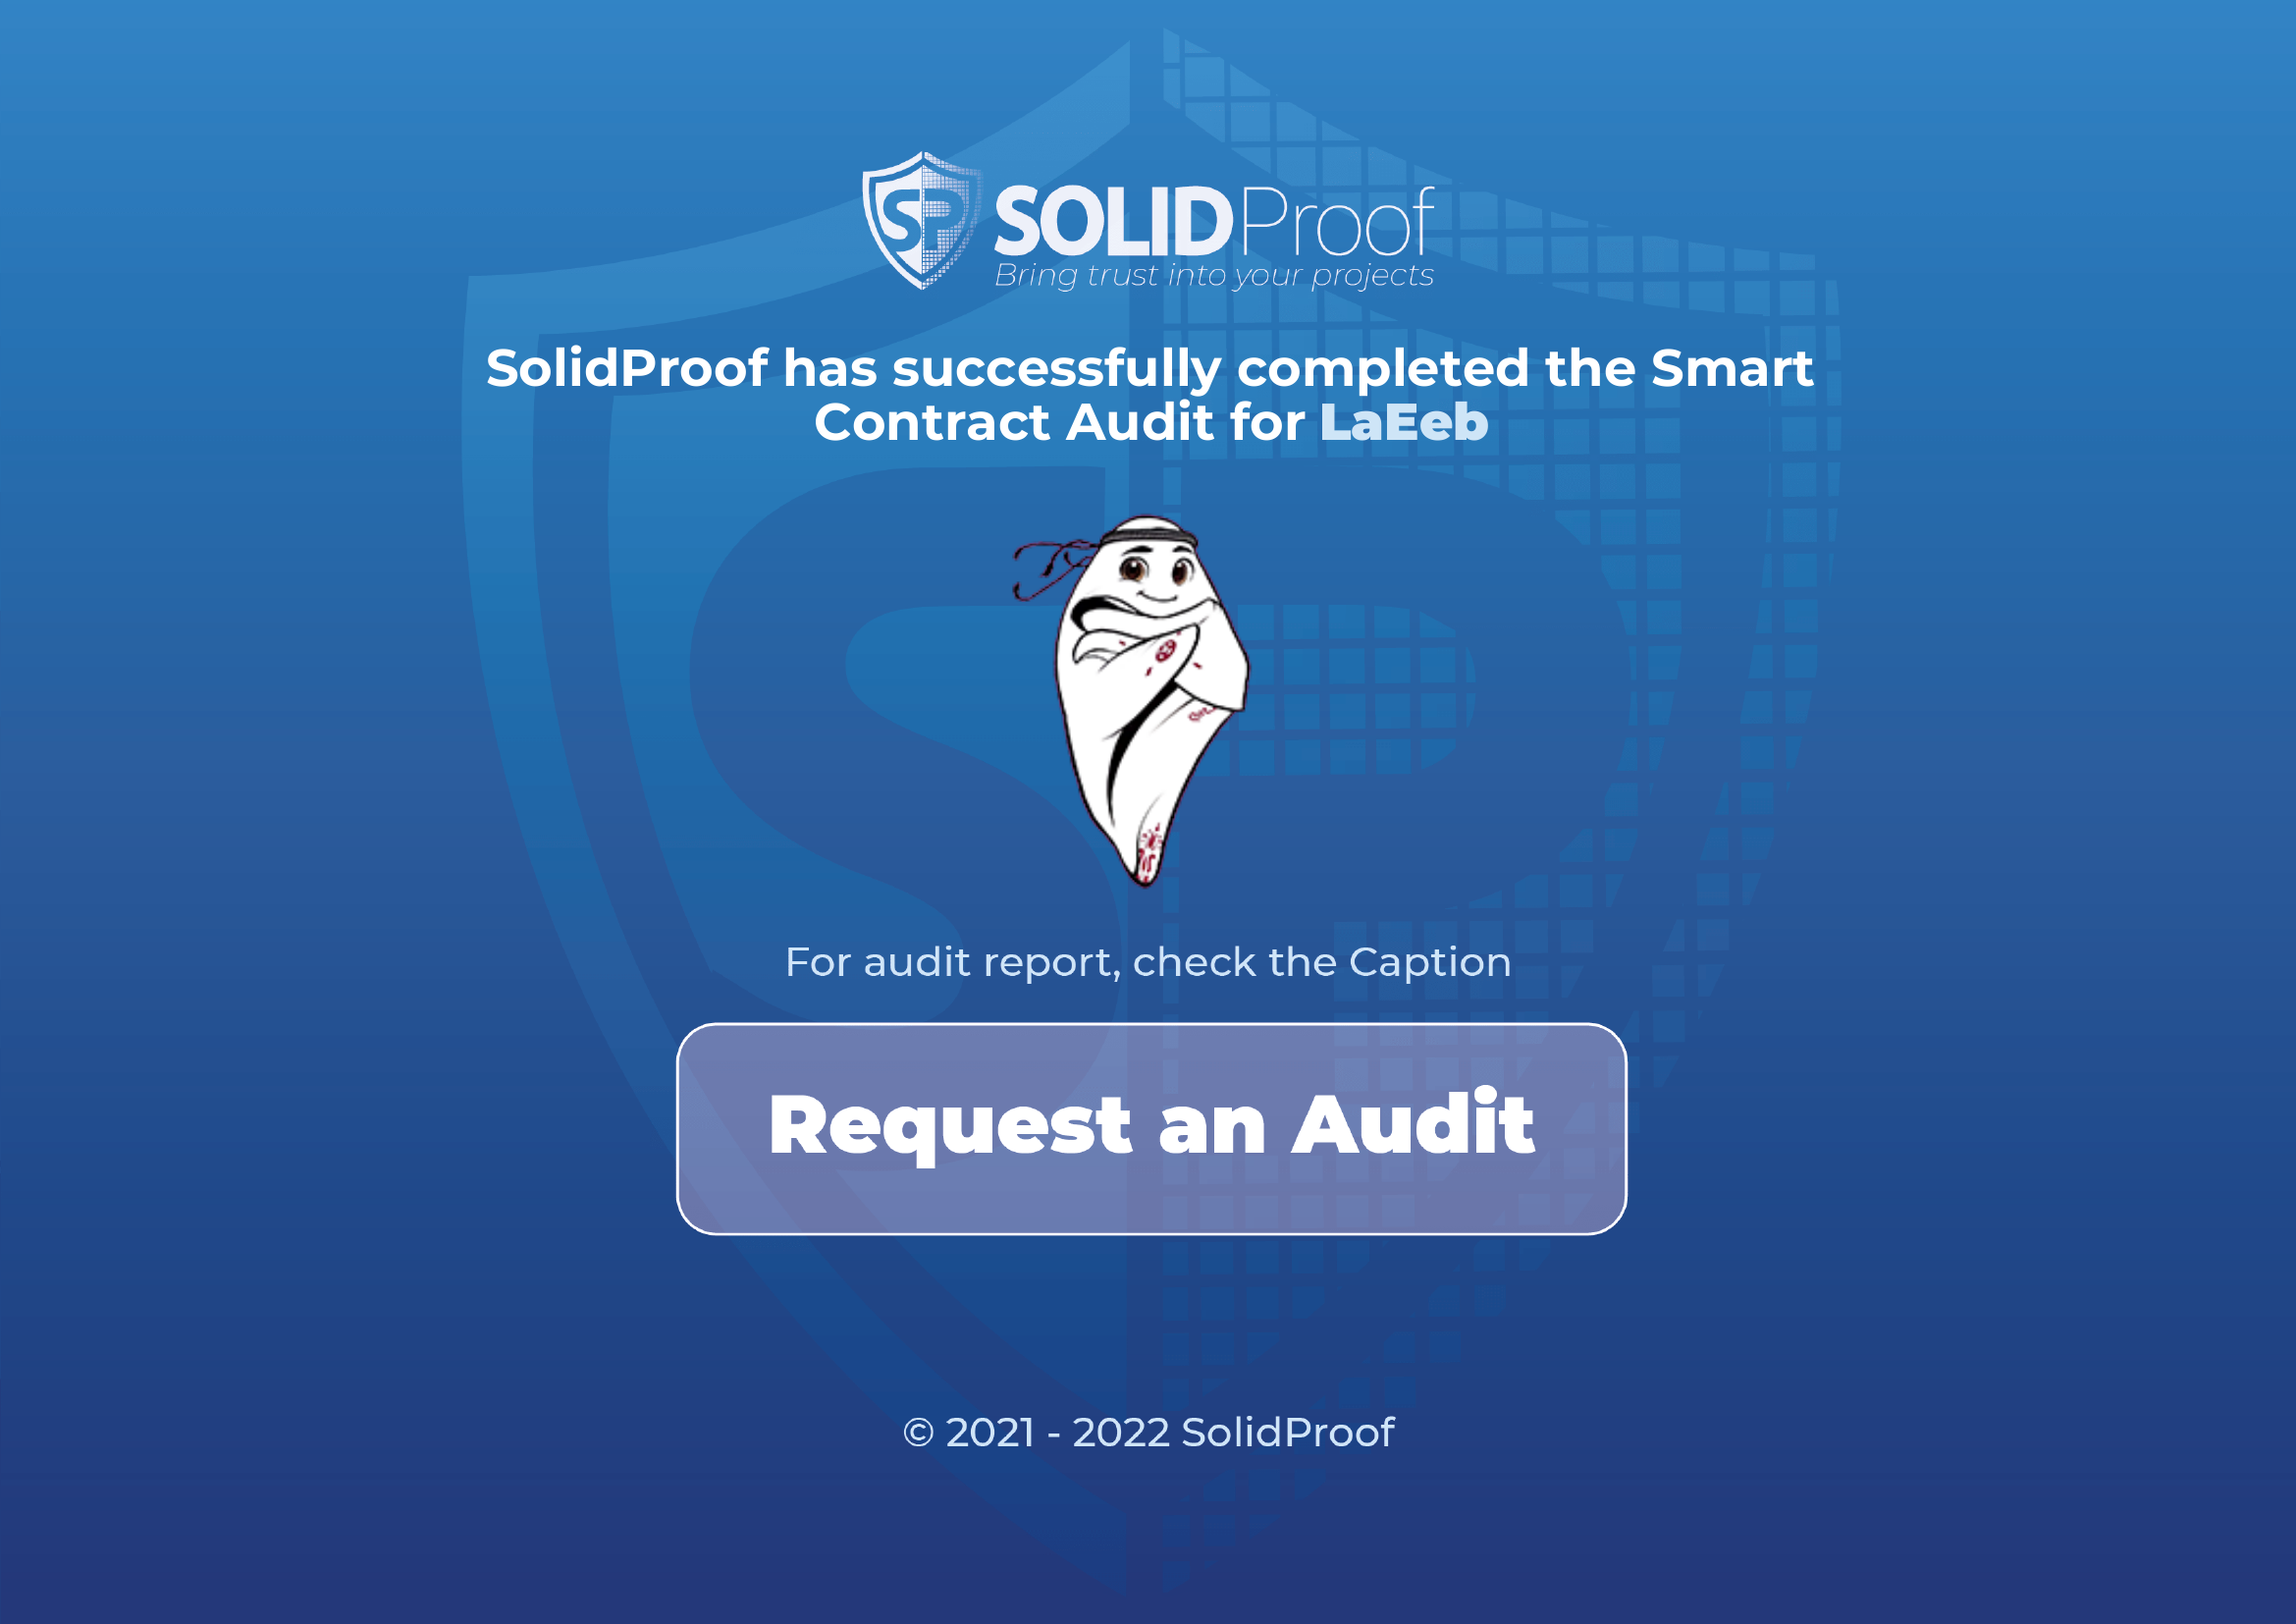 SP SOLIDProof
Bring trust into your projects
SolidProof has successfully completed the Smart
Contract Audit for LaEeb
For audit report, check the Caption
Request an Audit
© 2021 - 2022 SolidProof